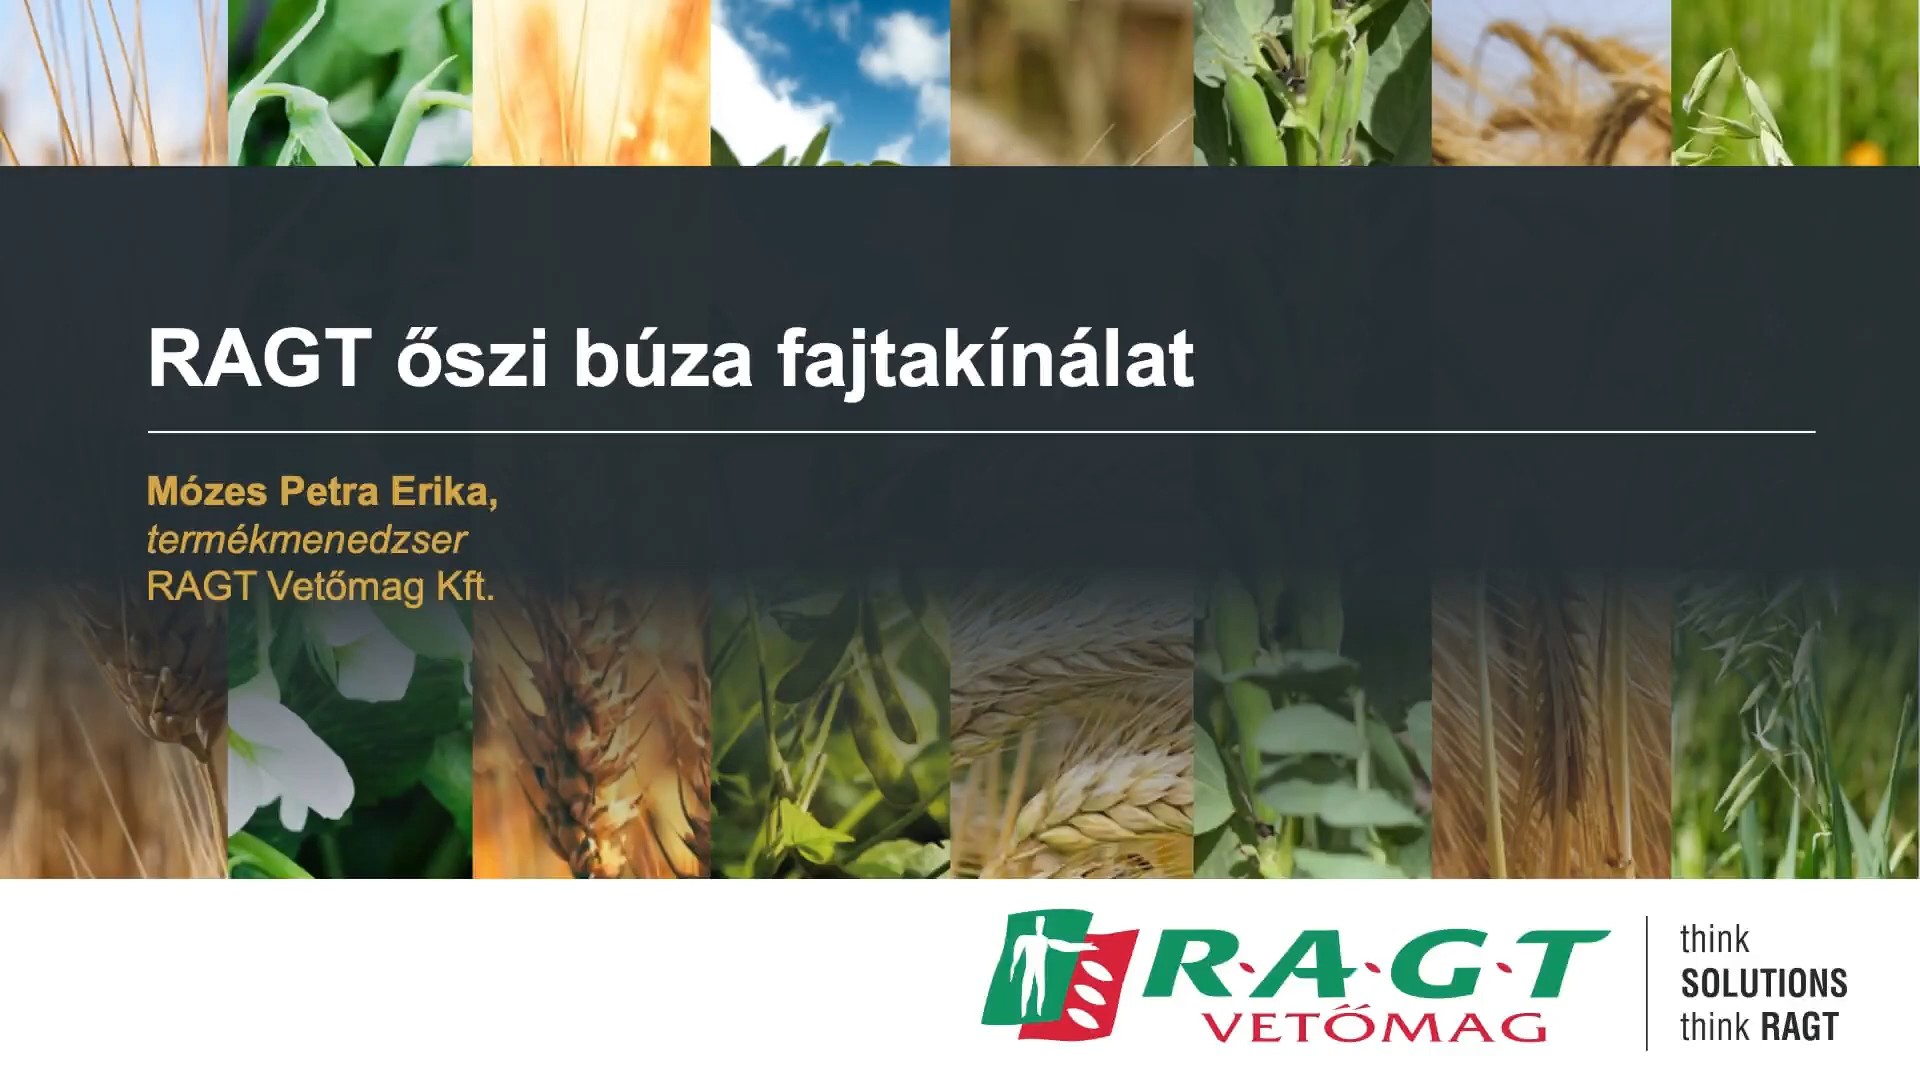 RAGT őszi búza fajtakínálat
Mózes Petra Erika,
termékmenedzser
RAGT Vetőmag Kft.
R·A·G·T
VETŐMAG
think
SOLUTIONS
think RAGT